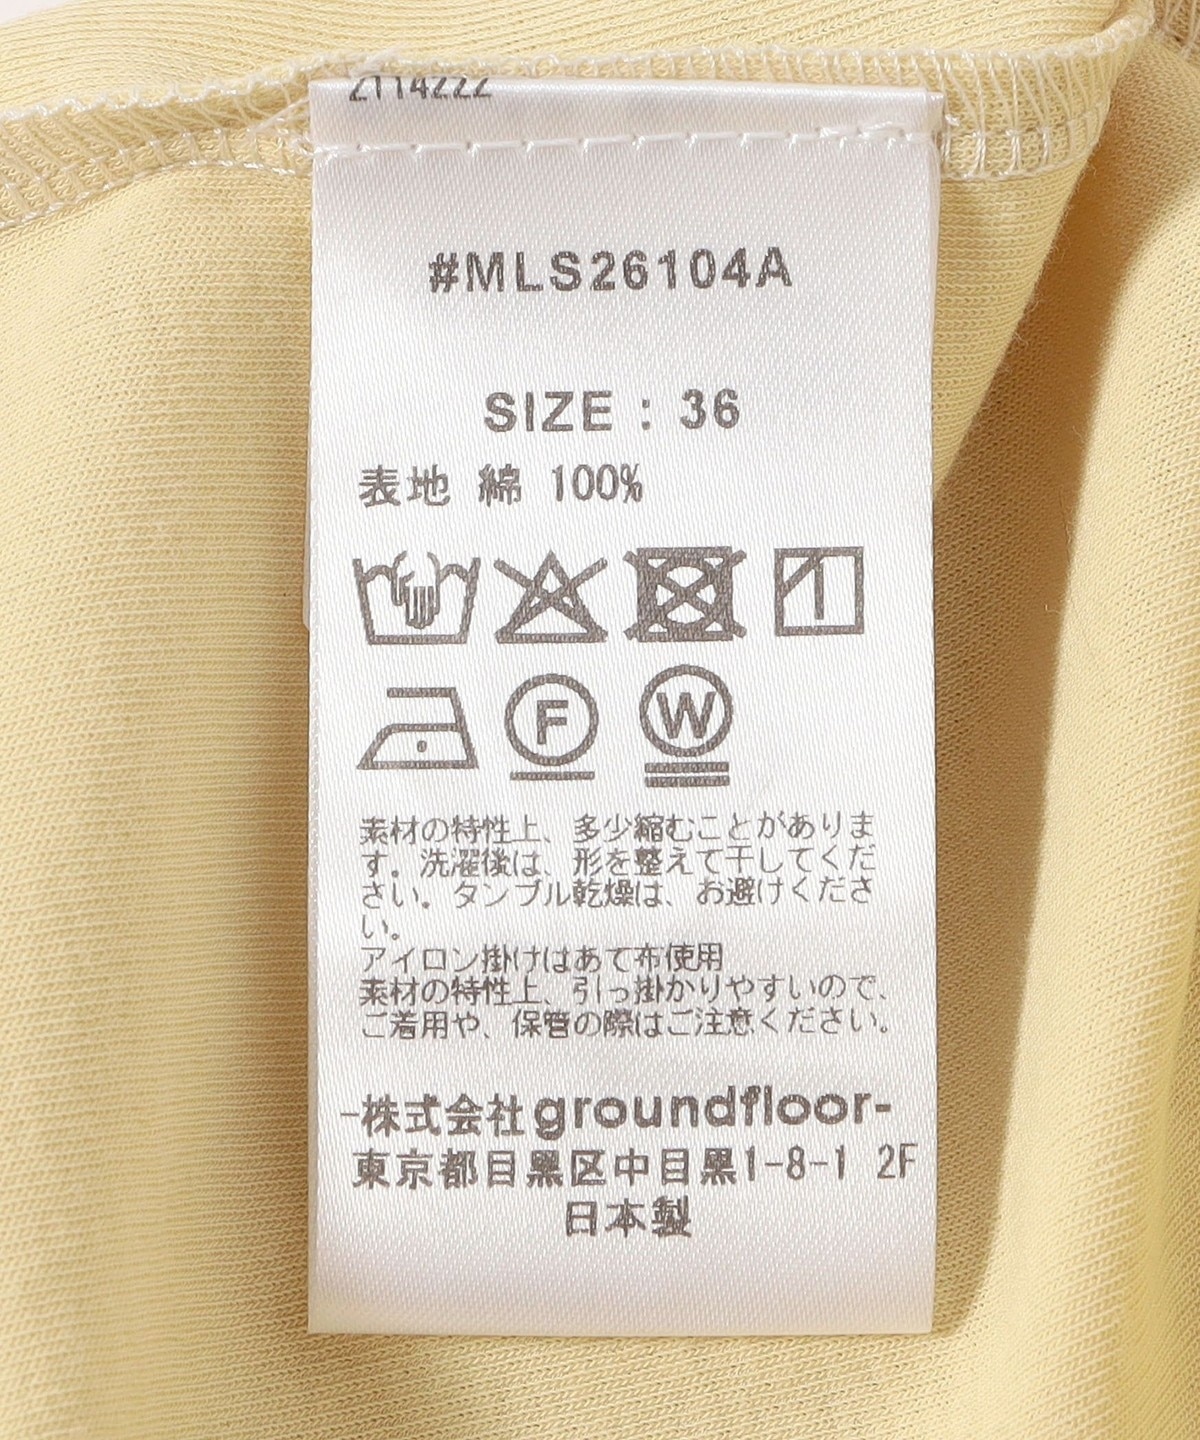 2114222
#MLS26104A
SIZE : 36
表地 綿 100%
F
W
素材の特性上、多少縮むことがありま
す。洗濯後は、形を整えて干してくだ
さい。タンブル乾燥は、お避けくださ
い。
アイロン掛けはあて布使用
素材の特性上、引っ掛かりやすいので、
ご着用や、保管の際はご注意ください。
-株式会社groundfloor-
東京都目黒区中目黒1-8-1 2F
日本製